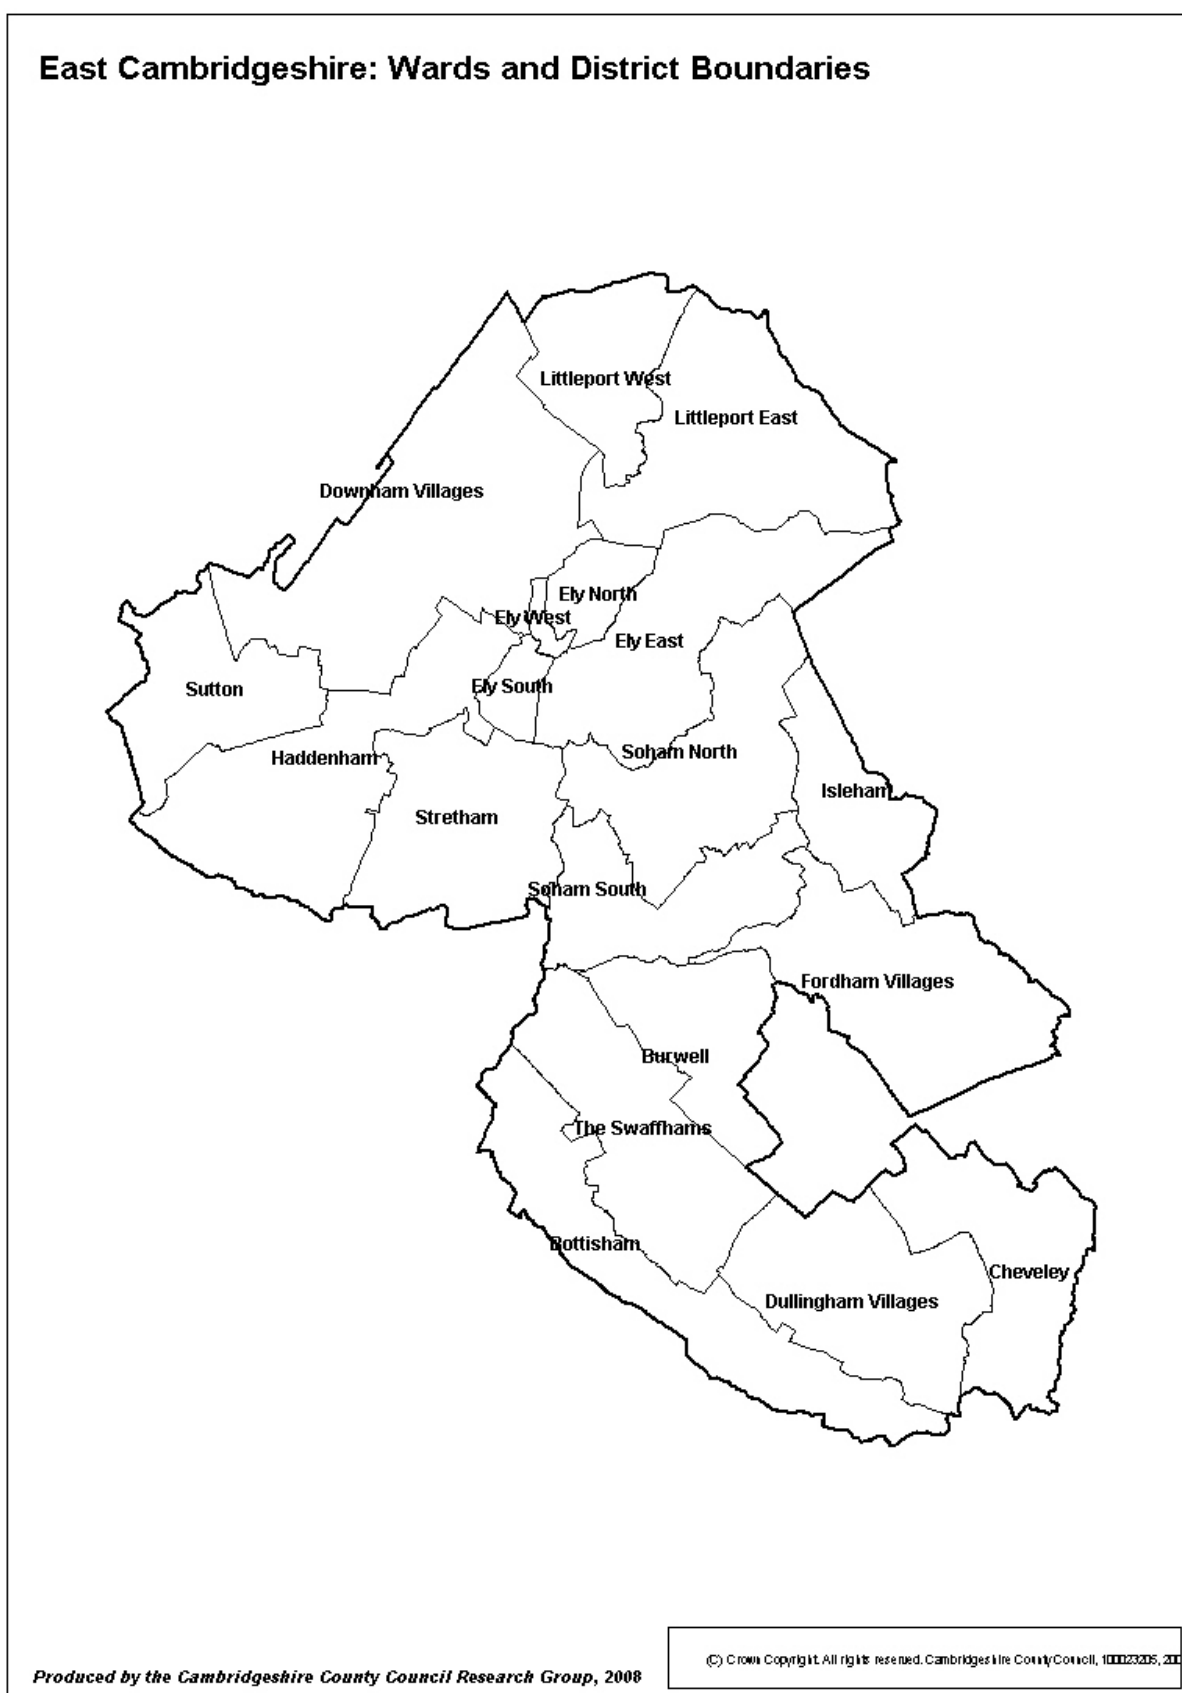 East Cambridgeshire: Wards and District Boundaries
Littleport West
Littleport East
Downham Villages
Ely North
Ely West
Ely East
Sutton
Ely South
Soham North
Haddenham
Isleham
Stretham
Soham South
Fordham Villages
Burwell
The Swaffhams
Bottisham
Cheveley
Dullingham Villages
(C) Crown Copyright. All rights reserved. Cambridgeshire County Council, 100023205, 200
Produced by the Cambridgeshire County Council Research Group, 2008